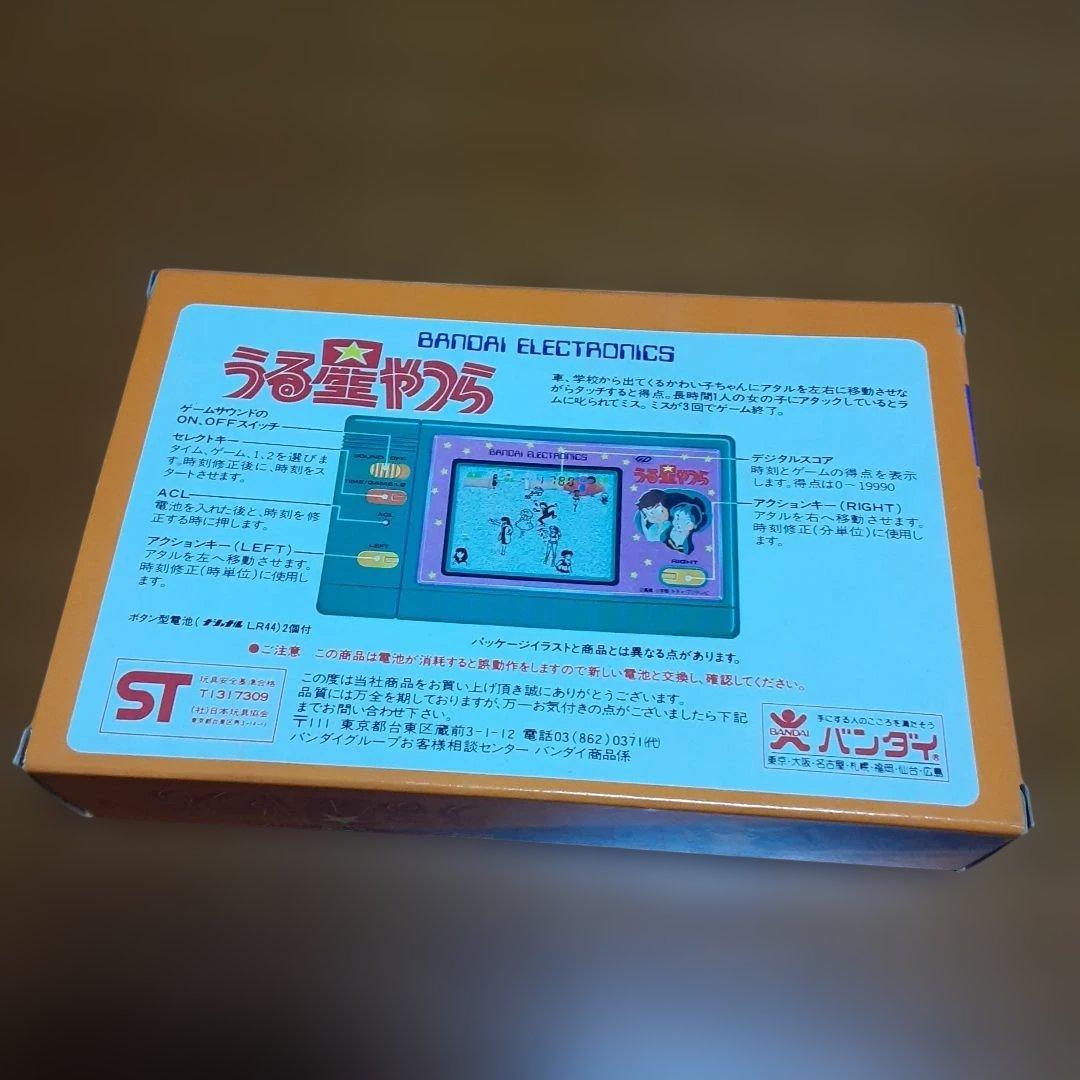 BANDAI ELECTRONICS
うる星やつら
車、学校から出てくるかわい子ちゃんにアタルを左右に移動させな
がらタッチすると得点。長時間1人の女の子にアタックしているとラ
ムに叱られてミス。ミスが3回でゲーム終了。
ゲームサウンドの
ON、OFFスイッチ
セレクトキー
タイム、ゲーム、1、2を選びま
す。時刻修正後に、時刻をス
タートさせます。
ACL
電池を入れた後と、時刻を修
正する時に押します。
アクションキー(LEFT)
アタルを左へ移動させます。
時刻修正(時単位)に使用し
ます。
SOUND OFF
TIME/GAME1,2
ACL
LEFT
BANDAI ELECTRONICS
うる星やつら
RIGHT
デジタルスコア
時刻とゲームの得点を表示
します。得点は0～19990
アクションキー(RIGHT)
アタルを右へ移動させます。
時刻修正(分単位)に使用し
ます。
ボタン型電池(ナショナル LR44)2個付
パッケージイラストと商品とは異なる点があります。
●ご注意 この商品は電池が消耗すると誤動作をしますので新しい電池と交換し、確認してください。
ST
玩具安全基準合格
T1317309
(社)日本玩具協会
この度は当社商品をお買い上げ頂き誠にありがとうございます。
品質には万全を期しておりますが、万一お気付きの点がございましたら下記
までお問い合わせ下さい。
〒111 東京都台東区蔵前3-1-12 電話03(862)0371(代)
バンダイグループお客様相談センター バンダイ商品係
手にする人のこころを満たそう
BANDAI バンダイ®
東京・大阪・名古屋・札幌・福岡・仙台・広島